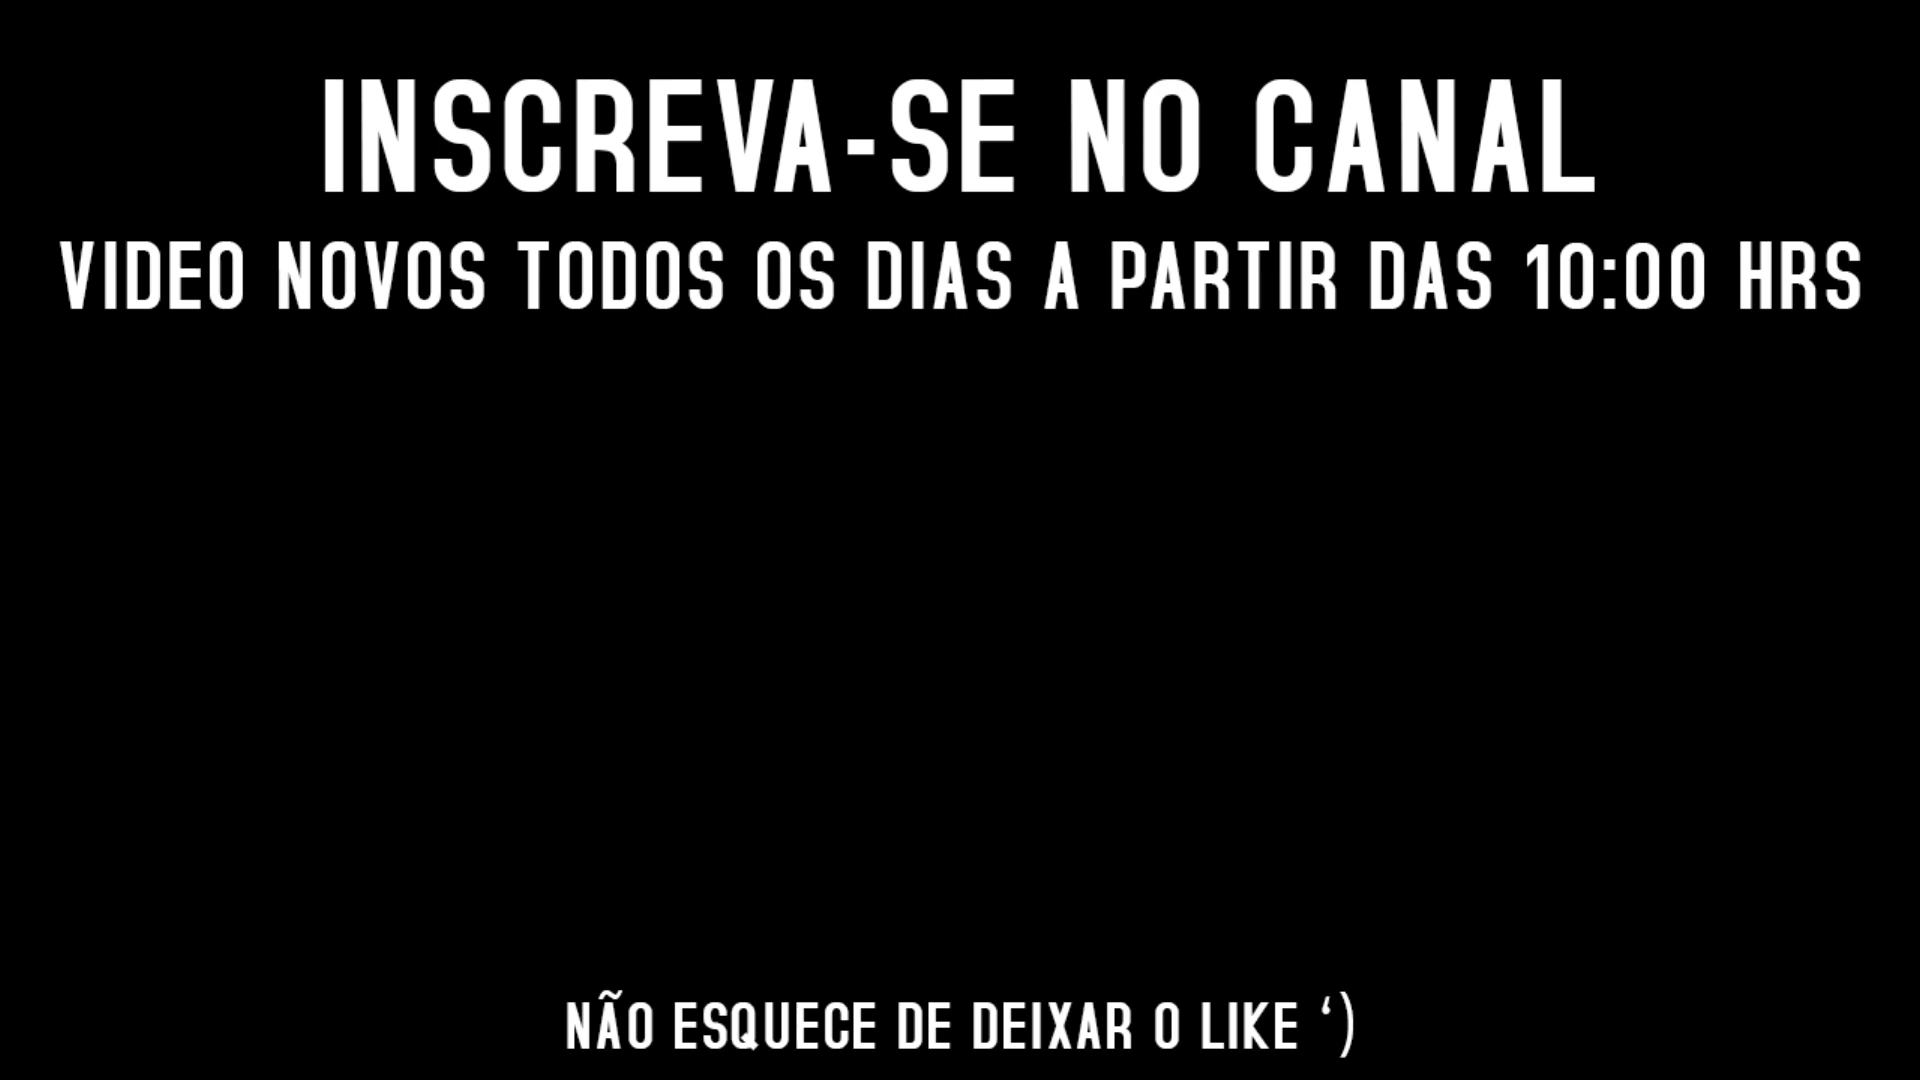 INSCREVA-SE NO CANAL
VIDEO NOVOS TODOS OS DIAS A PARTIR DAS 10:00 HRS
NÃO ESQUECE DE DEIXAR O LIKE ‘)